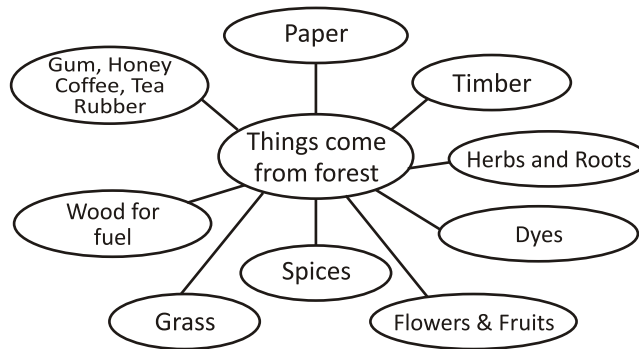 Paper
Gum, Honey
Coffee, Tea
Rubber
Timber
Things come
from forest
Herbs and Roots
Wood for
fuel
Dyes
Spices
Grass
Flowers & Fruits